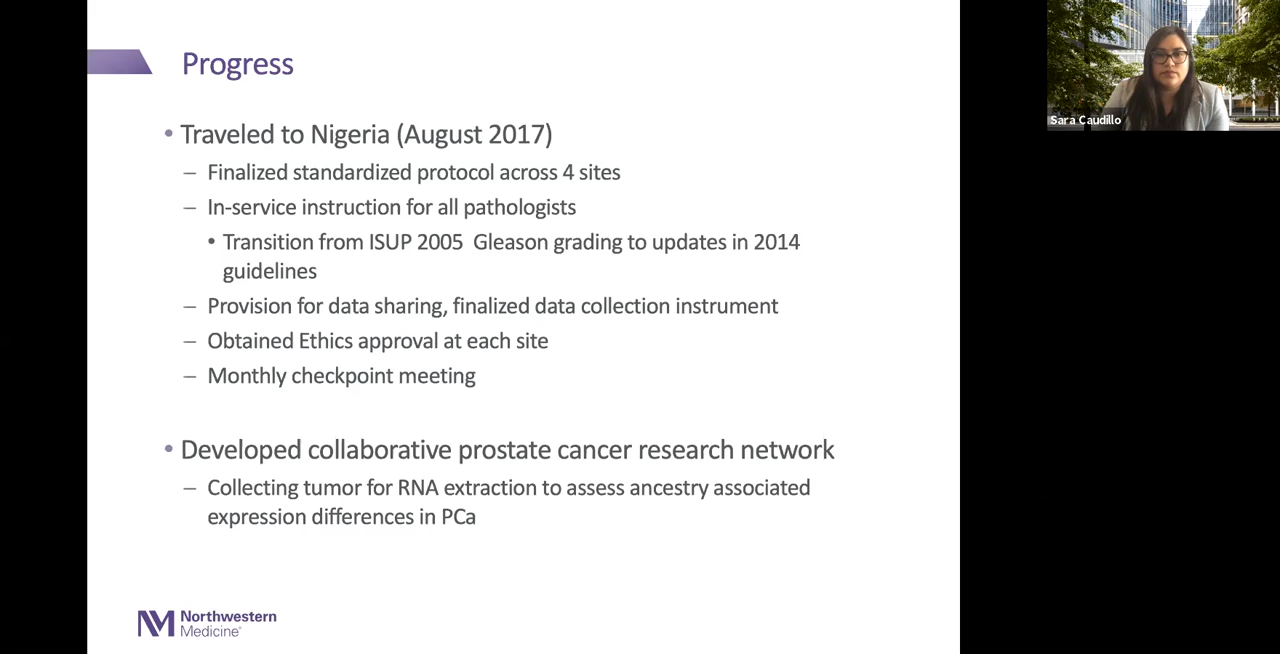 Progress
• Traveled to Nigeria (August 2017)
– Finalized standardized protocol across 4 sites
– In-service instruction for all pathologists
• Transition from ISUP 2005  Gleason grading to updates in 2014
guidelines
– Provision for data sharing, finalized data collection instrument
– Obtained Ethics approval at each site
– Monthly checkpoint meeting
• Developed collaborative prostate cancer research network
– Collecting tumor for RNA extraction to assess ancestry associated
expression differences in PCa
Northwestern
Medicine®
Sara Caudillo